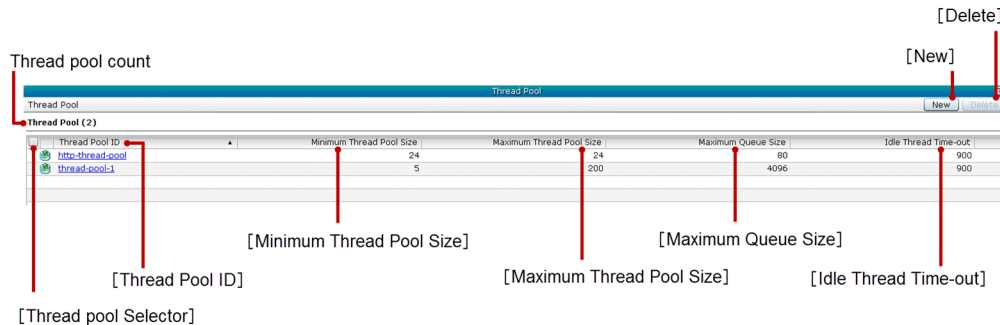 [Delete]
[New]
Thread pool count
Thread Pool
Thread Pool New Delete
Thread Pool (2)
Thread Pool ID ▲ Minimum Thread Pool Size Maximum Thread Pool Size Maximum Queue Size Idle Thread Time-out
http-thread-pool 24 24 80 900
thread-pool-1 5 200 4096 900
[Minimum Thread Pool Size] [Maximum Queue Size]
[Thread Pool ID] [Maximum Thread Pool Size] [Idle Thread Time-out]
[Thread pool Selector]